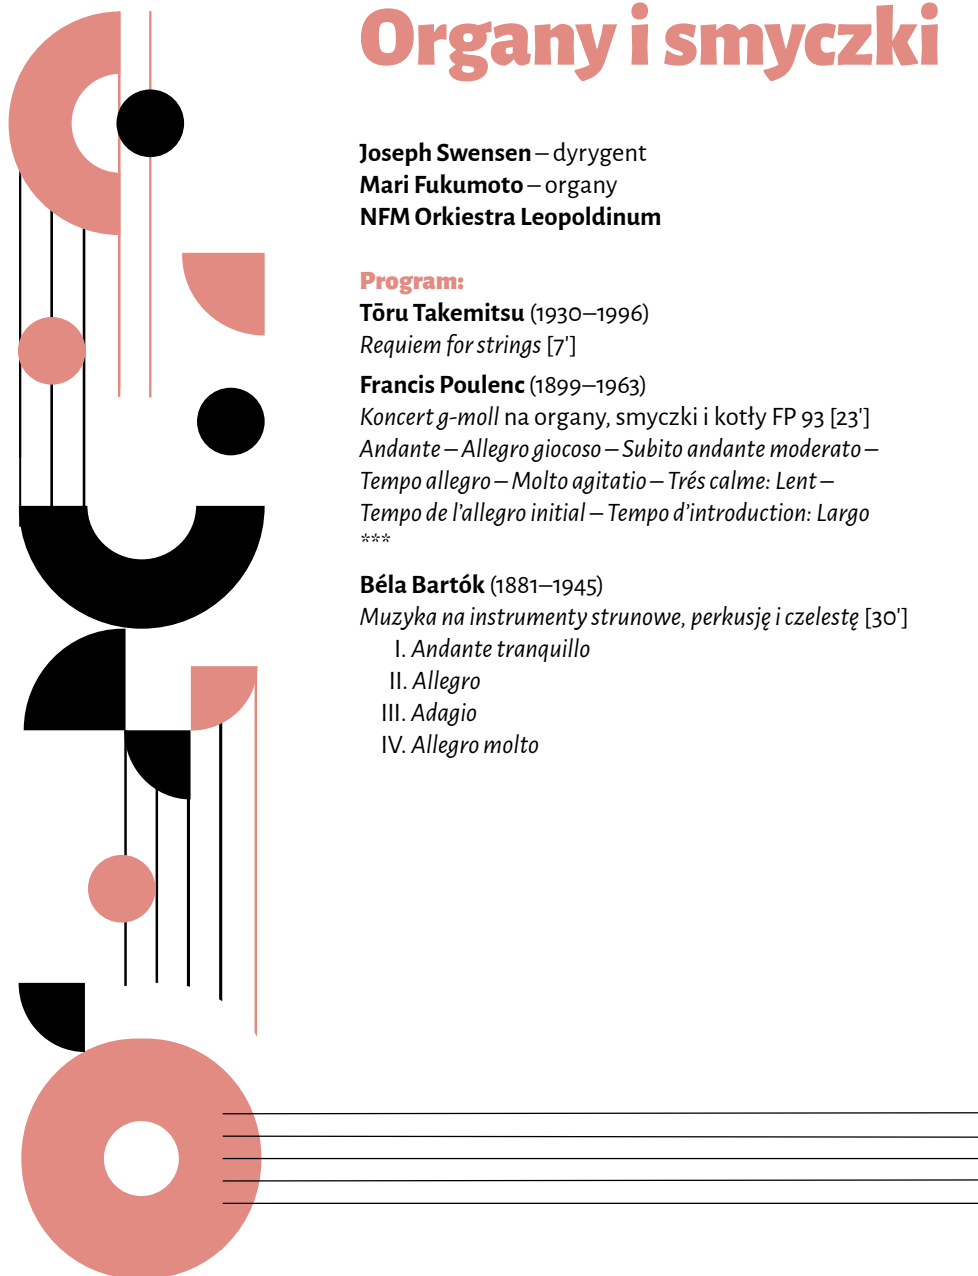 Organy i smyczki
Joseph Swensen – dyrygent
Mari Fukumoto – organy
NFM Orkiestra Leopoldinum
Program:
Tōru Takemitsu (1930–1996)
Requiem for strings [7']
Francis Poulenc (1899–1963)
Koncert g-moll na organy, smyczki i kotły FP 93 [23']
Andante – Allegro giocoso – Subito andante moderato –
Tempo allegro – Molto agitatio – Trés calme: Lent –
Tempo de l’allegro initial – Tempo d’introduction: Largo
***
Béla Bartók (1881–1945)
Muzyka na instrumenty strunowe, perkusję i czelestę [30']
I. Andante tranquillo
II. Allegro
III. Adagio
IV. Allegro molto